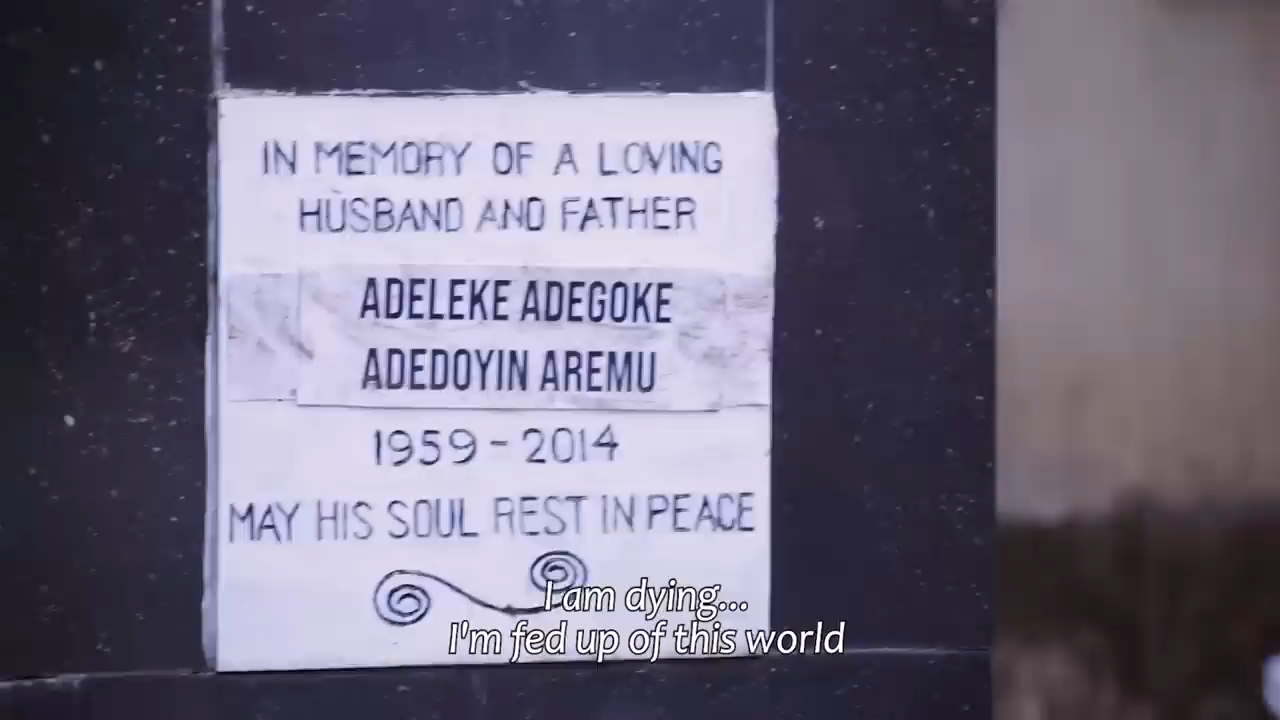 IN MEMORY OF A LOVING
HUSBAND AND FATHER
ADELEKE ADEGOKE
ADEDOYIN AREMU
1959 - 2014
MAY HIS SOUL REST IN PEACE
I am dying...
I'm fed up of this world